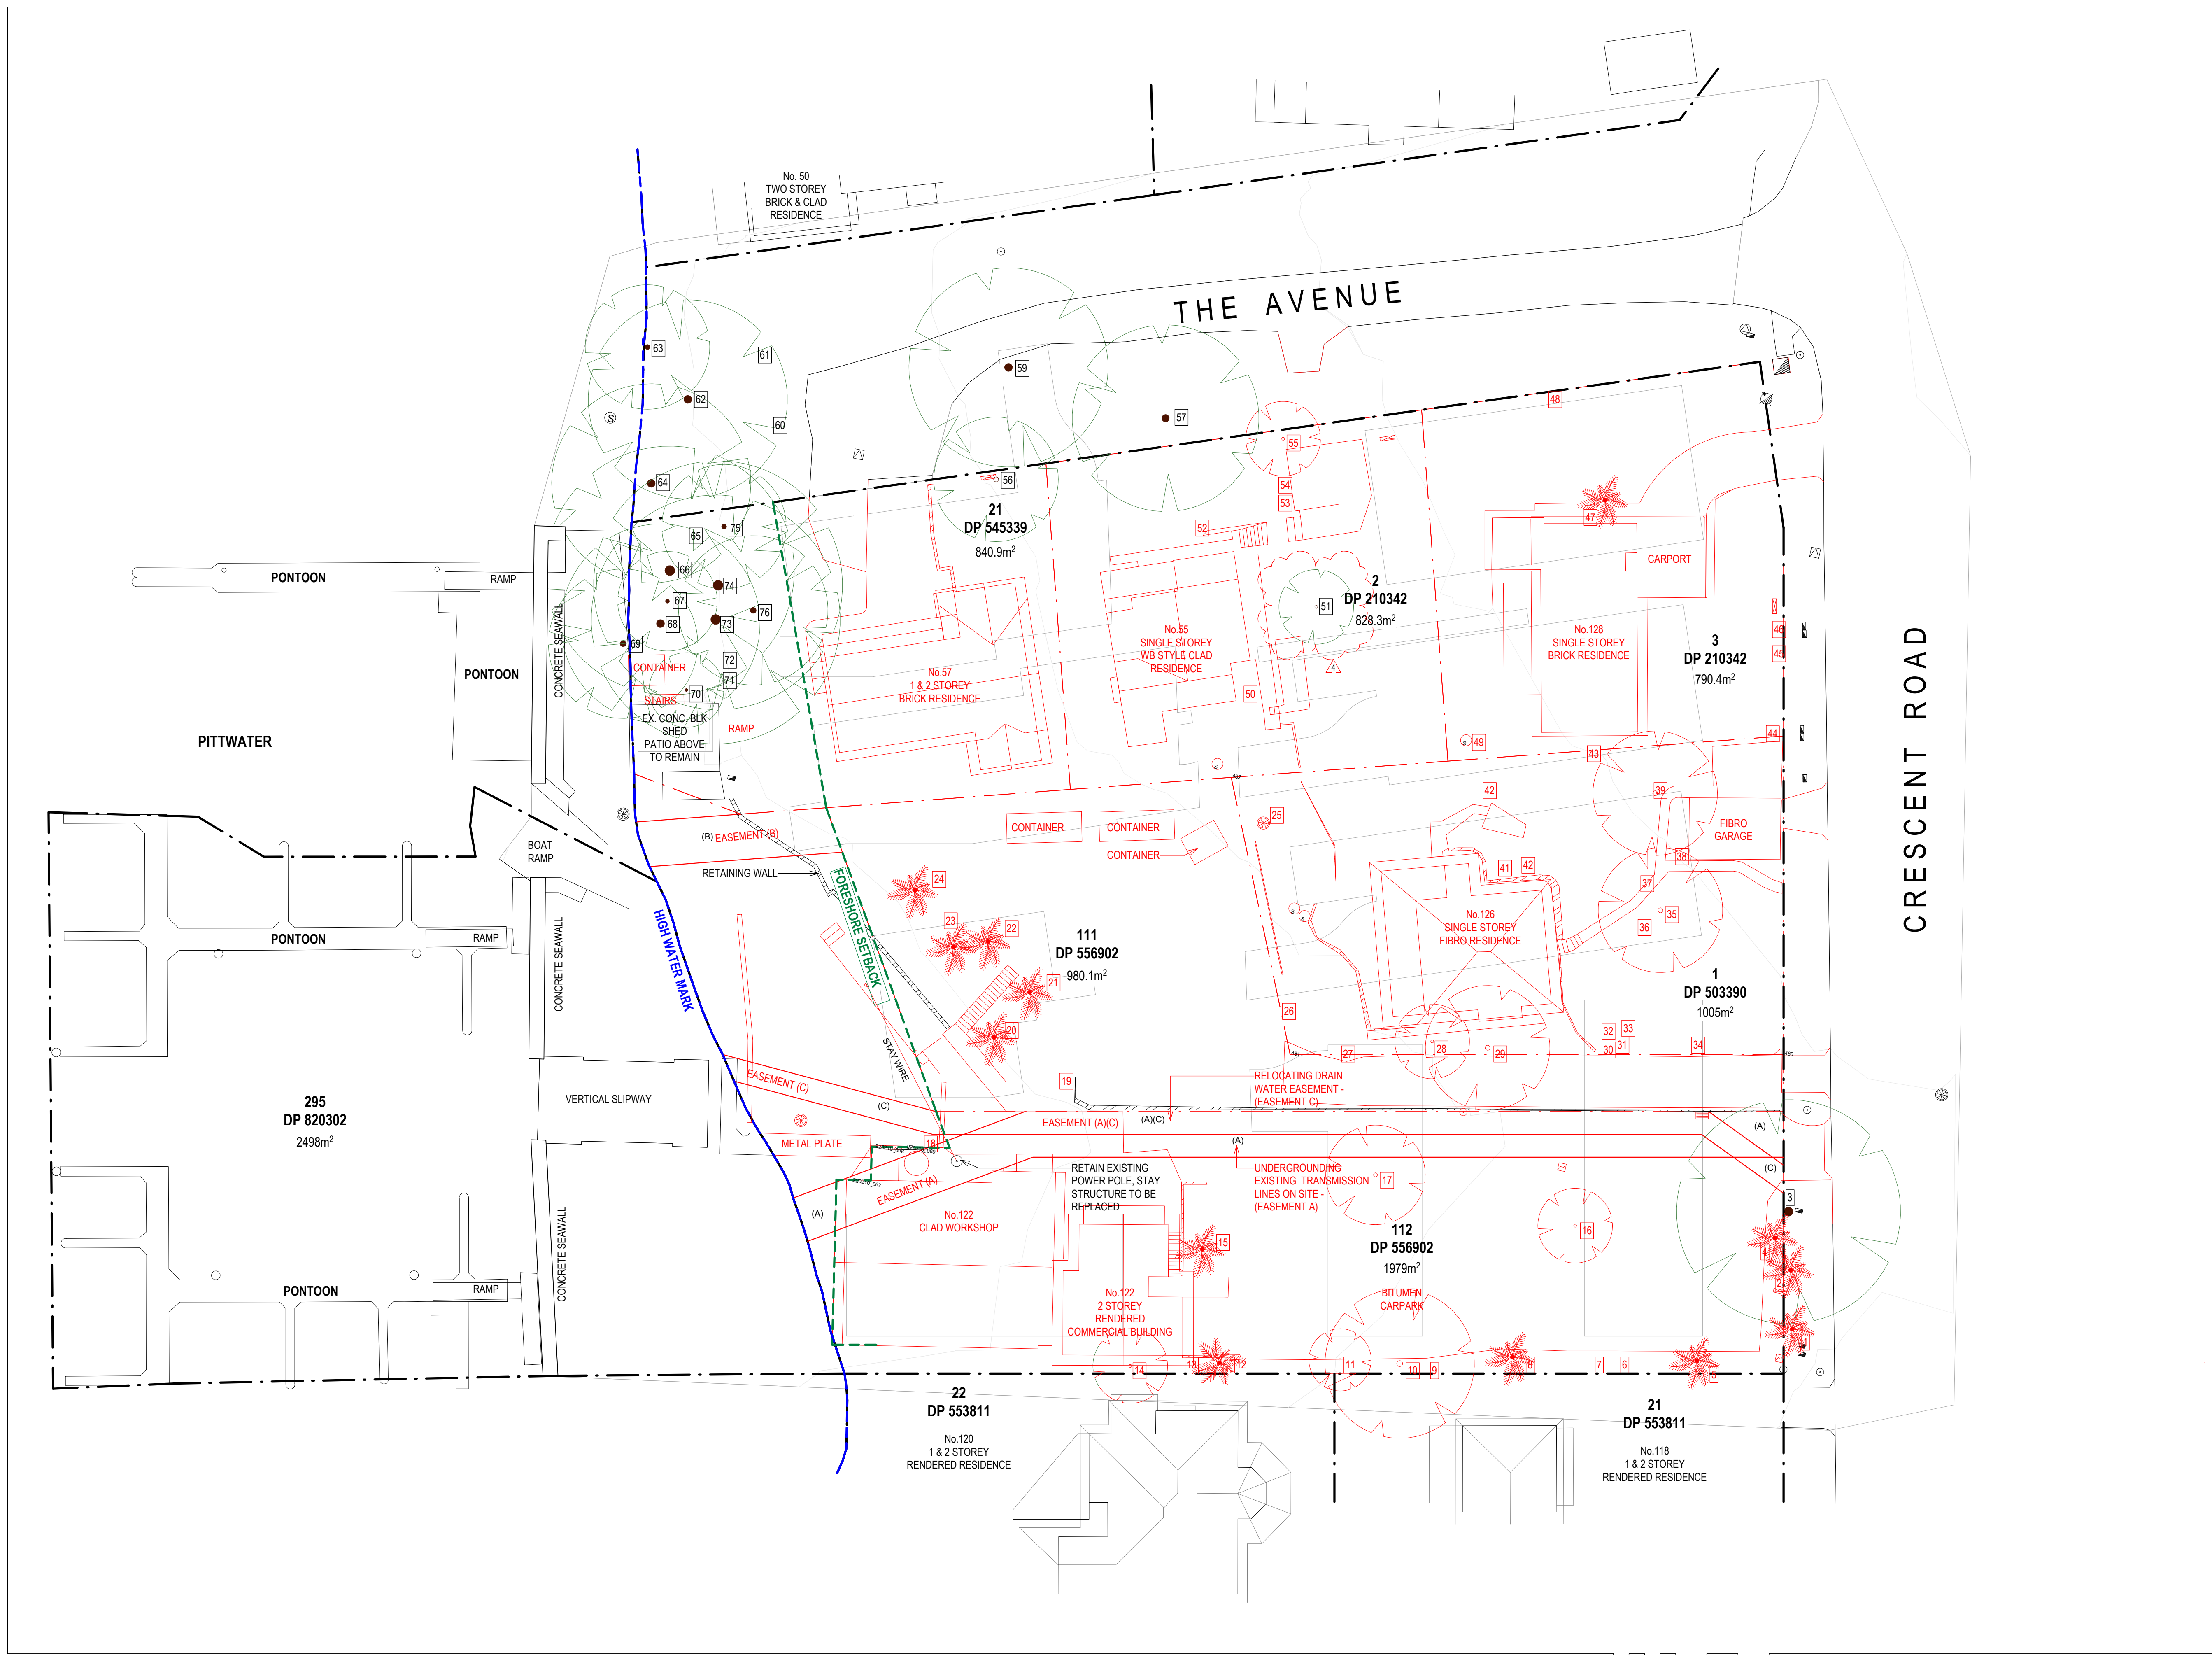 No. 50
TWO STOREY
BRICK & CLAD
RESIDENCE
THE AVENUE
CRESCENT ROAD
63
61
62
60
59
57
55
48
S
64
56
54
53
52
47
75
65
66
74
67
76
68
73
69
72
71
70
21
DP 545339
840.9m²
2
DP 210342
828.3m²
51
4
3
DP 210342
790.4m²
46
45
44
CARPORT
No.128
SINGLE STOREY
BRICK RESIDENCE
No.55
SINGLE STOREY
WB STYLE CLAD
RESIDENCE
50
No.57
1 & 2 STOREY
BRICK RESIDENCE
CONTAINER
STAIRS
EX. CONC. BLK
SHED
PATIO ABOVE
TO REMAIN
RAMP
PONTOON
RAMP
CONCRETE SEAWALL
PONTOON
PITTWATER
49
43
42
39
25
482
(B)
EASEMENT (B)
CONTAINER
CONTAINER
CONTAINER
FIBRO
GARAGE
BOAT
RAMP
RETAINING WALL
FORESHORE SETBACK
HIGH WATER MARK
24
23
22
21
20
41
42
38
37
35
36
No.126
SINGLE STOREY
FIBRO RESIDENCE
111
DP 556902
980.1m²
1
DP 503390
1005m²
PONTOON
RAMP
CONCRETE SEAWALL
26
32
33
30
31
34
27
28
29
481
480
STAY WIRE
EASEMENT (C)
(C)
19
RELOCATING DRAIN
WATER EASEMENT -
(EASEMENT C)
EASEMENT (A)(C)
(A)(C)
(A)
(A)
(C)
295
DP 820302
2498m²
VERTICAL SLIPWAY
METAL PLATE
18
EASEMENT (A)
(A)
RETAIN EXISTING
POWER POLE, STAY
STRUCTURE TO BE
REPLACED
UNDERGROUNDING
EXISTING TRANSMISSION
LINES ON SITE -
(EASEMENT A)
17
3
No.122
CLAD WORKSHOP
15
16
4
2
1
112
DP 556902
1979m²
BITUMEN
CARPARK
No.122
2 STOREY
RENDERED
COMMERCIAL BUILDING
PONTOON
RAMP
CONCRETE SEAWALL
14
13
12
11
10
9
8
7
6
5
22
DP 553811
No.120
1 & 2 STOREY
RENDERED RESIDENCE
21
DP 553811
No.118
1 & 2 STOREY
RENDERED RESIDENCE